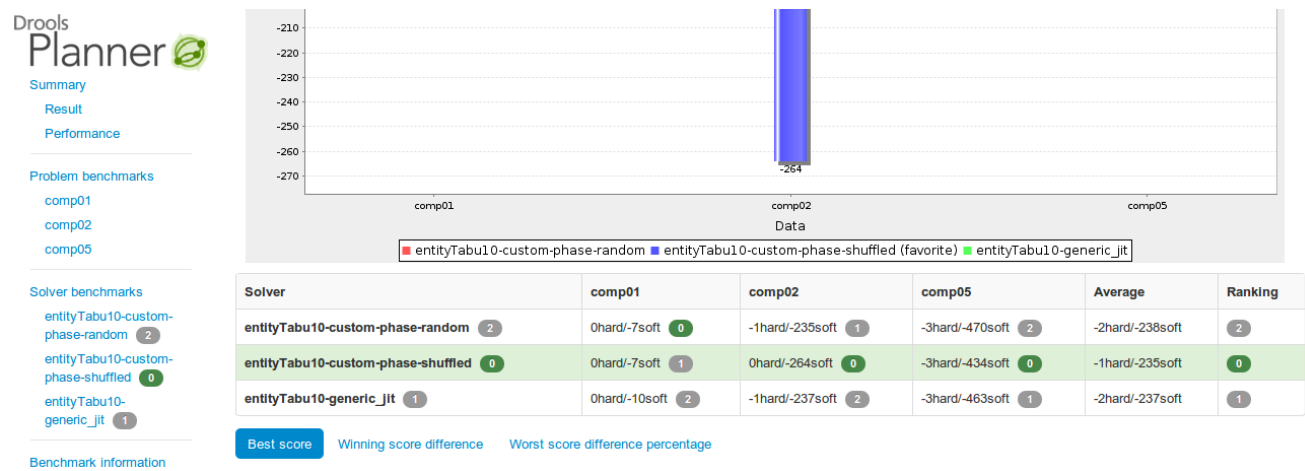 Drools
Planner
Summary
Result
Performance
Problem benchmarks
comp01
comp02
comp05
Solver benchmarks
entityTabu10-custom-
phase-random 2
entityTabu10-custom-
phase-shuffled 0
entityTabu10-
generic_jit 1
Benchmark information
-210
-220
-230
-240
-250
-260
-270
-264
comp01 comp02 comp05
Data
entityTabu10-custom-phase-random entityTabu10-custom-phase-shuffled (favorite) entityTabu10-generic_jit
Solver comp01 comp02 comp05 Average Ranking
entityTabu10-custom-phase-random 2 0hard/-7soft 0 -1hard/-235soft 1 -3hard/-470soft 2 -2hard/-238soft 2
entityTabu10-custom-phase-shuffled 0 0hard/-7soft 1 0hard/-264soft 0 -3hard/-434soft 0 -1hard/-235soft 0
entityTabu10-generic_jit 1 0hard/-10soft 2 -1hard/-237soft 2 -3hard/-463soft 1 -2hard/-237soft 1
Best score Winning score difference Worst score difference percentage